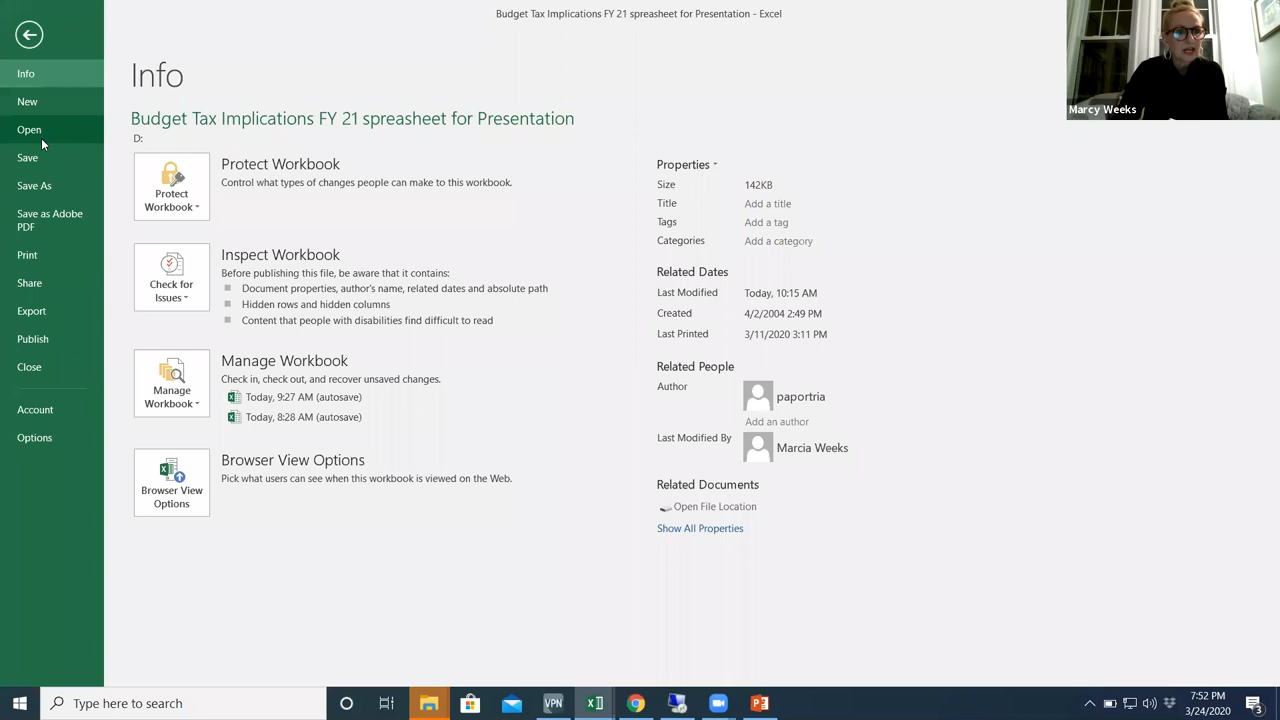 Budget Tax Implications FY 21 spreasheet for Presentation - Excel
Marcy Weeks
Info
New
Open
Save
Save As
Save as Adobe
PDF
Print
Share
Export
Publish
Close
Account
Options
Info
Budget Tax Implications FY 21 spreasheet for Presentation
D:
Protect
Workbook
Protect Workbook
Control what types of changes people can make to this workbook.
Check for
Issues
Inspect Workbook
Before publishing this file, be aware that it contains:
Document properties, author's name, related dates and absolute path
Hidden rows and hidden columns
Content that people with disabilities find difficult to read
Manage
Workbook
Manage Workbook
Check in, check out, and recover unsaved changes.
Today, 9:27 AM (autosave)
Today, 8:28 AM (autosave)
Browser View
Options
Browser View Options
Pick what users can see when this workbook is viewed on the Web.
Properties
Size 142KB
Title Add a title
Tags Add a tag
Categories Add a category
Related Dates
Last Modified Today, 10:15 AM
Created 4/2/2004 2:49 PM
Last Printed 3/11/2020 3:11 PM
Related People
Author paportria
Add an author
Last Modified By Marcia Weeks
Related Documents
Open File Location
Show All Properties
Type here to search
VPN
7:52 PM
3/24/2020
3